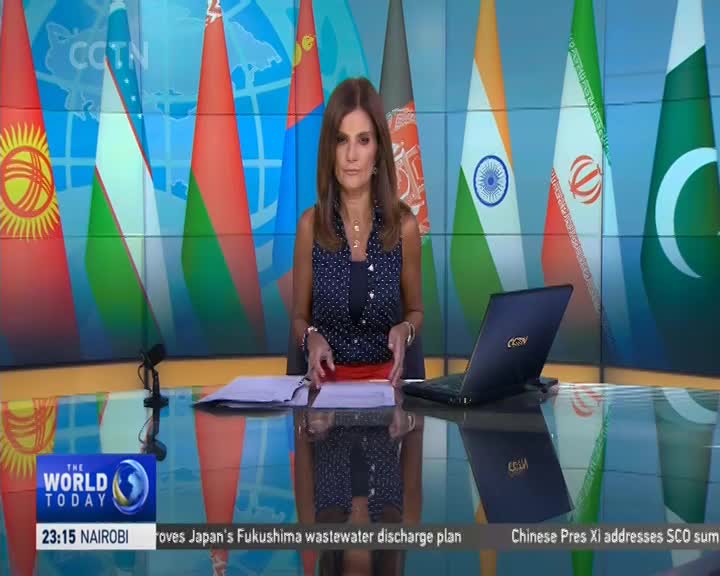 CGTN
CGTN
THE
WORLD
TODAY
23:15 NAIROBI
roves Japan's Fukushima wastewater discharge plan Chinese Pres Xi addresses SCO sum